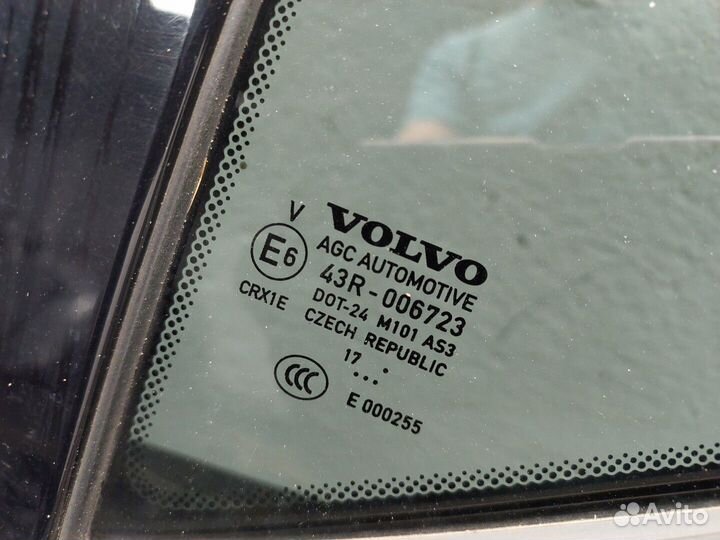 V VOLVO
E6 AGC AUTOMOTIVE
43R-006723
CRX1E DOT-24 M101 AS3
CZECH REPUBLIC
17 ...
CCC E 000255
Avito